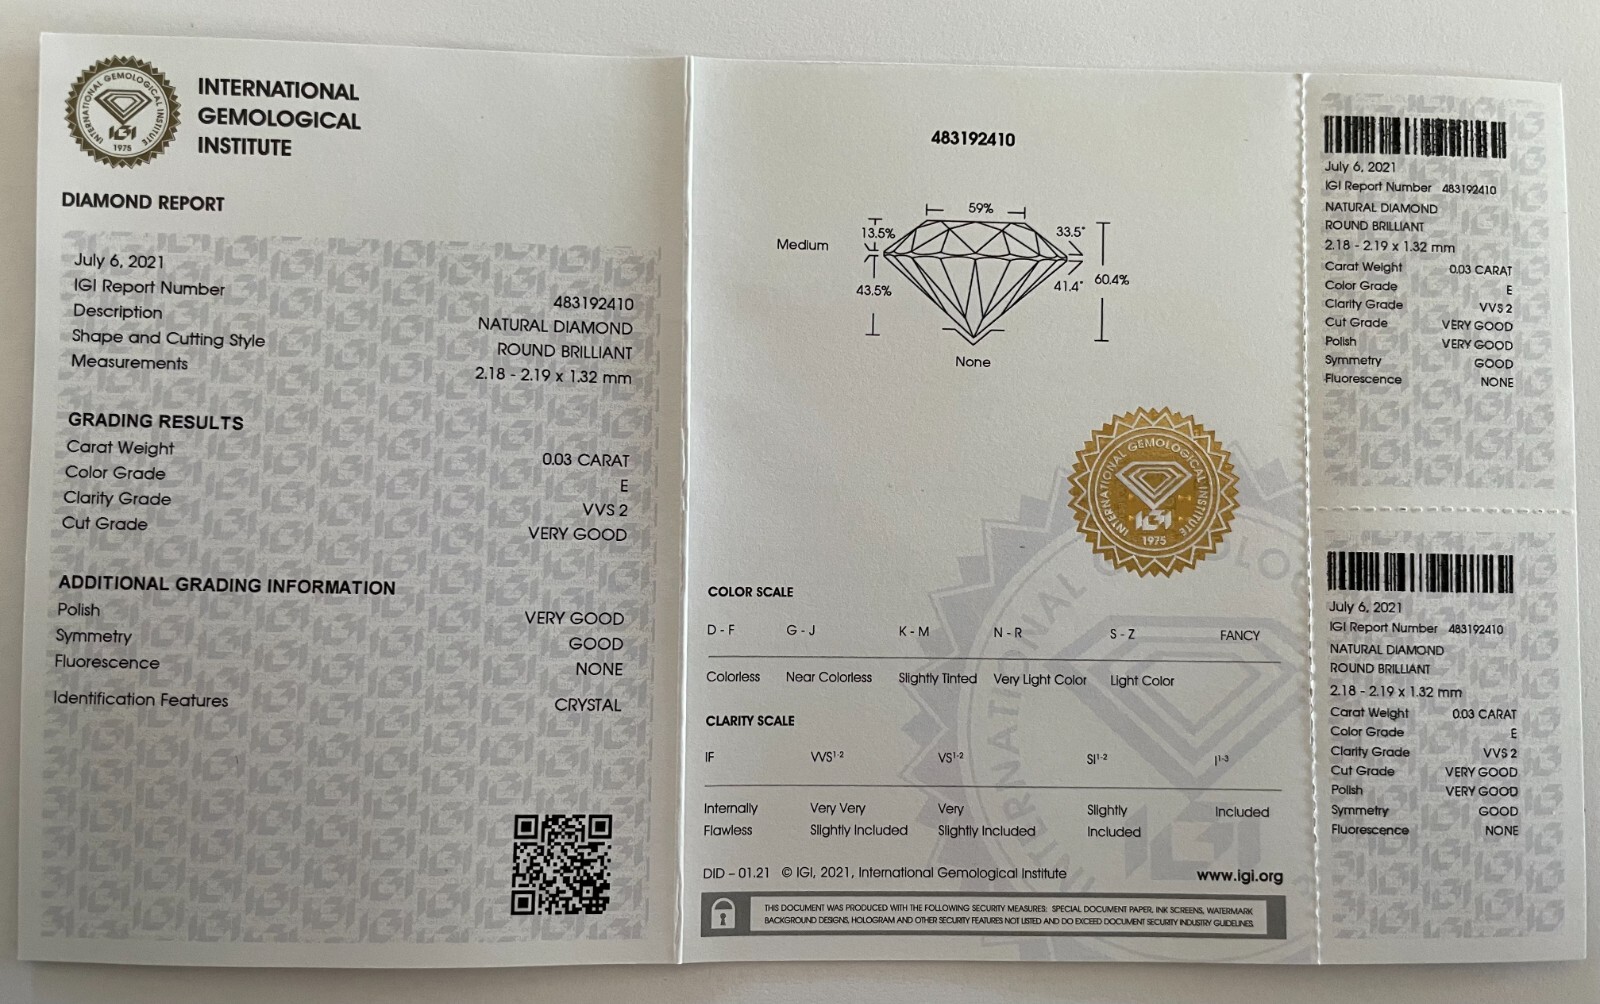 INTERNATIONAL GEMOLOGICAL INSTITUTE
IGI
1975
INTERNATIONAL
GEMOLOGICAL
INSTITUTE
DIAMOND REPORT
July 6, 2021
IGI Report Number 483192410
Description NATURAL DIAMOND
Shape and Cutting Style ROUND BRILLIANT
Measurements 2.18 - 2.19 x 1.32 mm
GRADING RESULTS
Carat Weight 0.03 CARAT
Color Grade E
Clarity Grade VVS 2
Cut Grade VERY GOOD
ADDITIONAL GRADING INFORMATION
Polish VERY GOOD
Symmetry GOOD
Fluorescence NONE
Identification Features CRYSTAL
483192410
59%
13.5% 33.5°
Medium
43.5% 41.4° 60.4%
None
INTERNATIONAL GEMOLOGICAL INSTITUTE
IGI
1975
COLOR SCALE
D - F G - J K - M N - R S - Z FANCY
Colorless Near Colorless Slightly Tinted Very Light Color Light Color
CLARITY SCALE
IF VVS1-2 VS1-2 SI1-2 I1-3
Internally Very Very Very Slightly Included
Flawless Slightly Included Slightly Included Included
DID – 01.21 © IGI, 2021, International Gemological Institute www.igi.org
THIS DOCUMENT WAS PRODUCED WITH THE FOLLOWING SECURITY MEASURES: SPECIAL DOCUMENT PAPER, INK SCREENS, WATERMARK
BACKGROUND DESIGNS, HOLOGRAM AND OTHER SECURITY FEATURES NOT LISTED AND DO EXCEED DOCUMENT SECURITY INDUSTRY GUIDELINES.
July 6, 2021
IGI Report Number 483192410
NATURAL DIAMOND
ROUND BRILLIANT
2.18 - 2.19 x 1.32 mm
Carat Weight 0.03 CARAT
Color Grade E
Clarity Grade VVS 2
Cut Grade VERY GOOD
Polish VERY GOOD
Symmetry GOOD
Fluorescence NONE
July 6, 2021
IGI Report Number 483192410
NATURAL DIAMOND
ROUND BRILLIANT
2.18 - 2.19 x 1.32 mm
Carat Weight 0.03 CARAT
Color Grade E
Clarity Grade VVS 2
Cut Grade VERY GOOD
Polish VERY GOOD
Symmetry GOOD
Fluorescence NONE